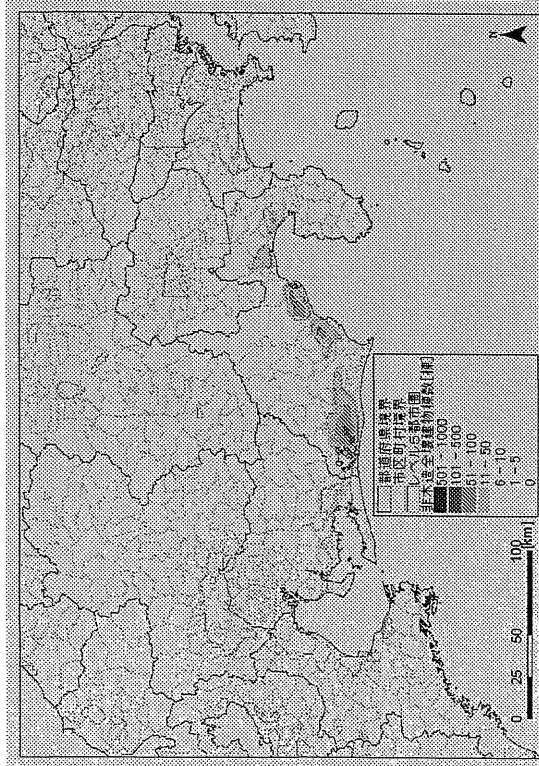 N
都道府県境界
市区町村境界
レベル5都市圏
非木造全壊建物棟数[棟]
501 - 1000
101 - 500
51 - 100
11 - 50
6 - 10
1 - 5
0
0 25 50 100
[km]